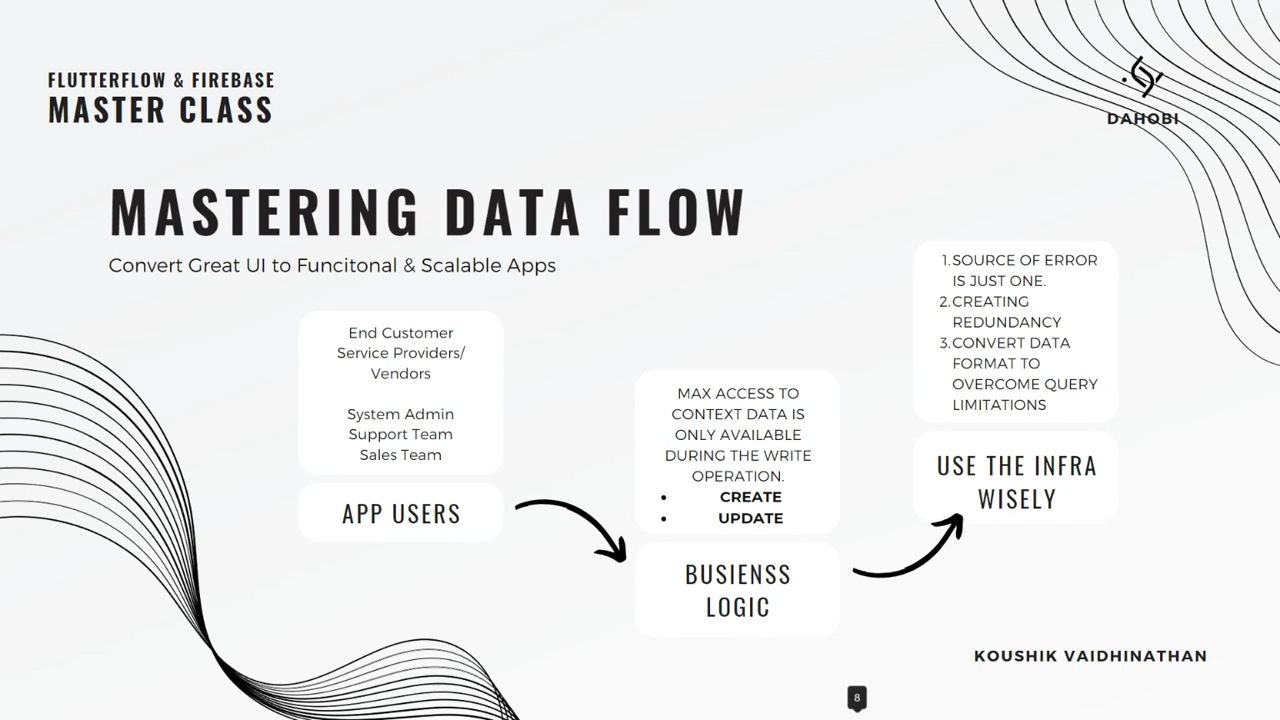 FLUTTERFLOW & FIREBASE
MASTER CLASS
DAHOBI
MASTERING DATA FLOW
Convert Great UI to Funcitonal & Scalable Apps
End Customer
Service Providers/
Vendors
System Admin
Support Team
Sales Team
APP USERS
MAX ACCESS TO
CONTEXT DATA IS
ONLY AVAILABLE
DURING THE WRITE
OPERATION.
• CREATE
• UPDATE
BUSIENSS
LOGIC
1. SOURCE OF ERROR
IS JUST ONE.
2. CREATING
REDUNDANCY
3. CONVERT DATA
FORMAT TO
OVERCOME QUERY
LIMITATIONS
USE THE INFRA
WISELY
KOUSHIK VAIDHINATHAN
8